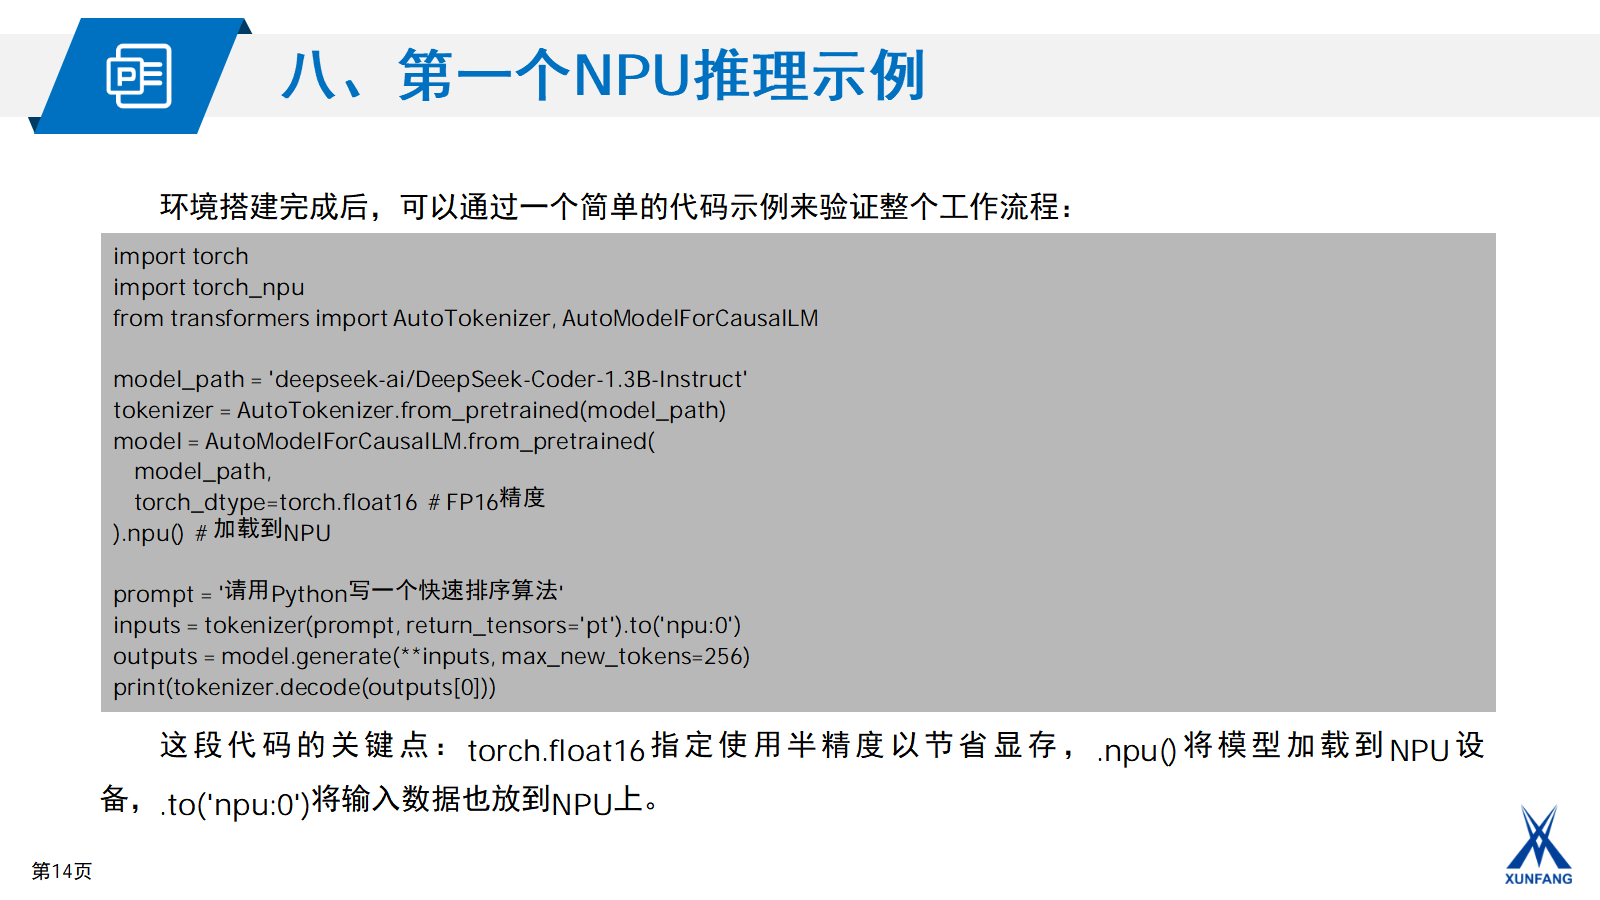 八、第一个NPU推理示例
环境搭建完成后，可以通过一个简单的代码示例来验证整个工作流程：
import torch
import torch_npu
from transformers import AutoTokenizer, AutoModelForCausalLM
model_path = 'deepseek-ai/DeepSeek-Coder-1.3B-Instruct'
tokenizer = AutoTokenizer.from_pretrained(model_path)
model = AutoModelForCausalLM.from_pretrained(
    model_path,
    torch_dtype=torch.float16  # FP16精度
).npu()  # 加载到NPU
prompt = '请用Python写一个快速排序算法'
inputs = tokenizer(prompt, return_tensors='pt').to('npu:0')
outputs = model.generate(**inputs, max_new_tokens=256)
print(tokenizer.decode(outputs[0]))
这段代码的关键点：torch.float16指定使用半精度以节省显存，.npu()将模型加载到NPU设
备，.to('npu:0')将输入数据也放到NPU上。
第14页
XUNFANG